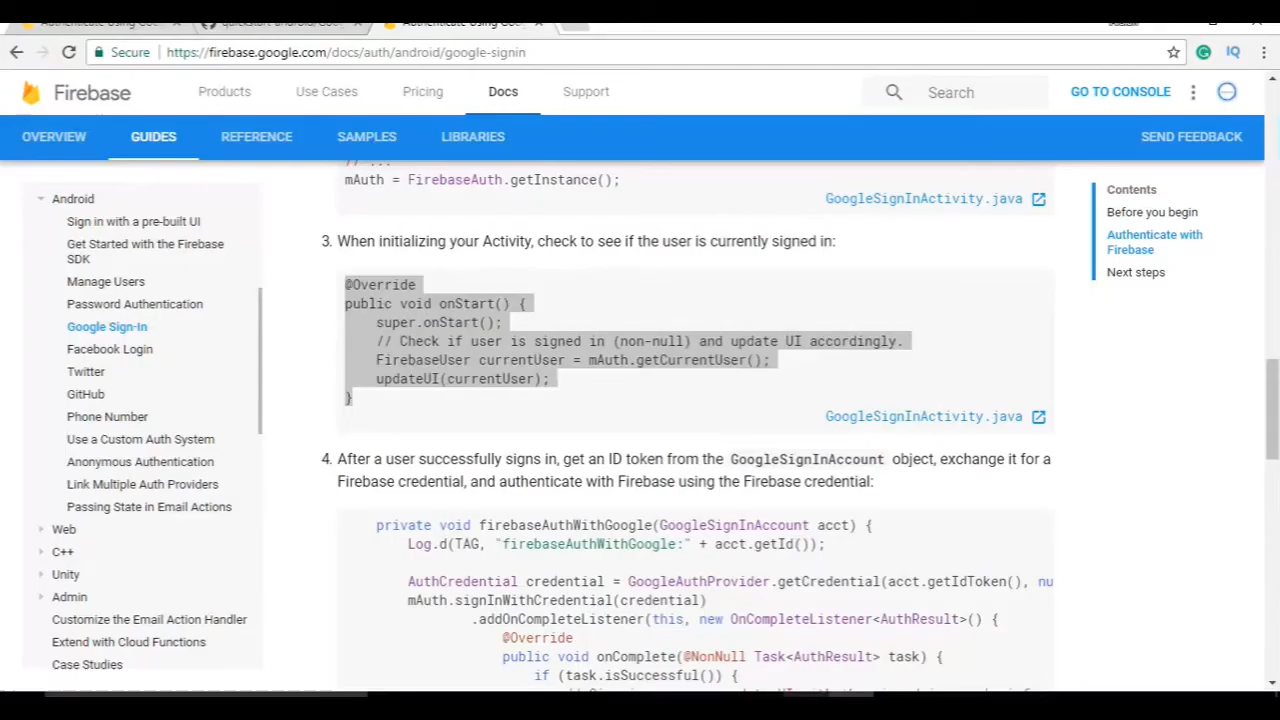 Secure
https://firebase.google.com/docs/auth/android/google-signin
Firebase
Products
Use Cases
Pricing
Docs
Support
Search
GO TO CONSOLE
OVERVIEW
GUIDES
REFERENCE
SAMPLES
LIBRARIES
SEND FEEDBACK
Android
Sign in with a pre-built UI
Get Started with the Firebase
SDK
Manage Users
Password Authentication
Google Sign-In
Facebook Login
Twitter
GitHub
Phone Number
Use a Custom Auth System
Anonymous Authentication
Link Multiple Auth Providers
Passing State in Email Actions
Web
C++
Unity
Admin
Customize the Email Action Handler
Extend with Cloud Functions
Case Studies
// ...
mAuth = FirebaseAuth.getInstance();
GoogleSignInActivity.java
3. When initializing your Activity, check to see if the user is currently signed in:
@Override
public void onStart() {
super.onStart();
// Check if user is signed in (non-null) and update UI accordingly.
FirebaseUser currentUser = mAuth.getCurrentUser();
updateUI(currentUser);
}
GoogleSignInActivity.java
4. After a user successfully signs in, get an ID token from the GoogleSignInAccount object, exchange it for a
Firebase credential, and authenticate with Firebase using the Firebase credential:
private void firebaseAuthWithGoogle(GoogleSignInAccount acct) {
Log.d(TAG, "firebaseAuthWithGoogle:" + acct.getId());
AuthCredential credential = GoogleAuthProvider.getCredential(acct.getIdToken(), nu
mAuth.signInWithCredential(credential)
.addOnCompleteListener(this, new OnCompleteListener<AuthResult>() {
@Override
public void onComplete(@NonNull Task<AuthResult> task) {
if (task.isSuccessful()) {
Contents
Before you begin
Authenticate with
Firebase
Next steps